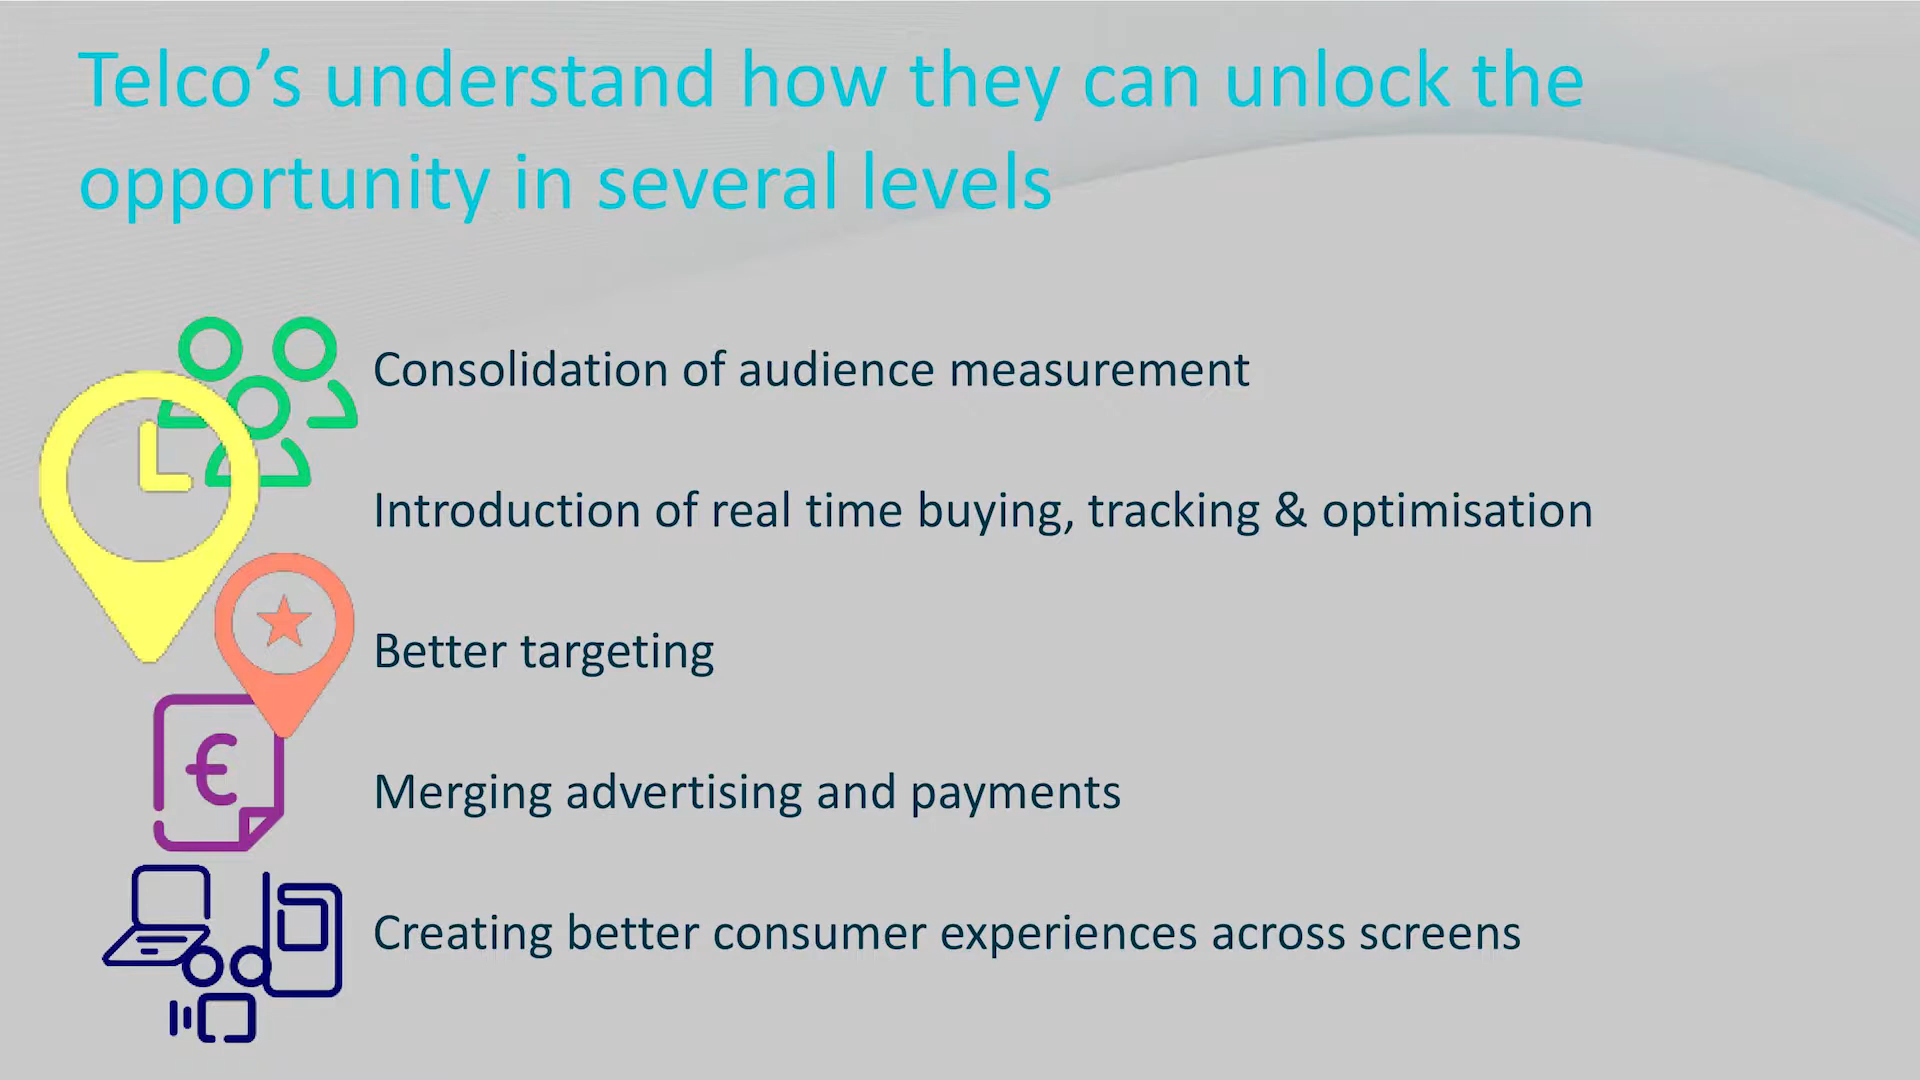 Telco’s understand how they can unlock the
opportunity in several levels
Consolidation of audience measurement
Introduction of real time buying, tracking & optimisation
Better targeting
€
Merging advertising and payments
Creating better consumer experiences across screens